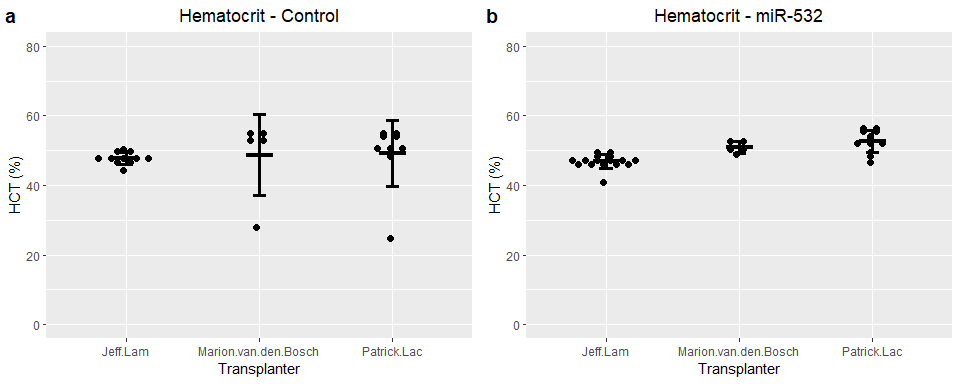 a
Hematocrit - Control
HCT (%)
80
60
40
20
0
Jeff.Lam Marion.van.den.Bosch Patrick.Lac
Transplanter
b
Hematocrit - miR-532
HCT (%)
80
60
40
20
0
Jeff.Lam Marion.van.den.Bosch Patrick.Lac
Transplanter